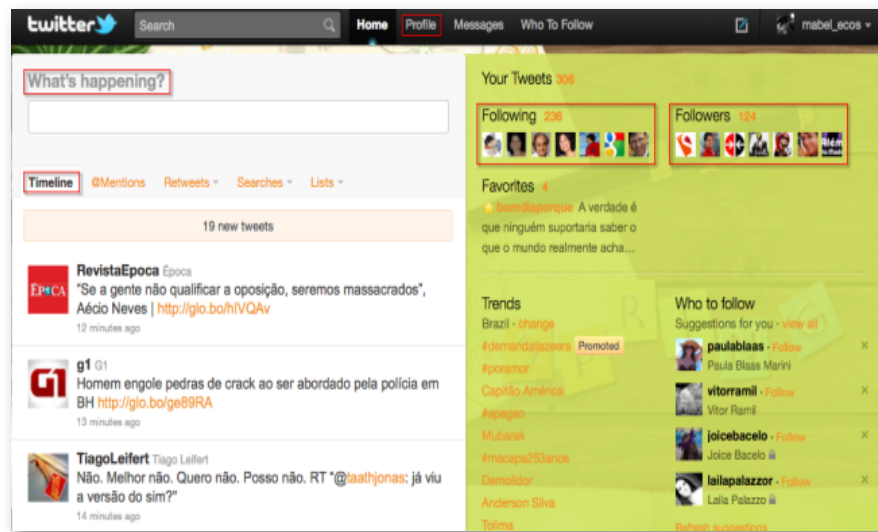 twitter
Search
Home Profile Messages Who To Follow
mabel_ecos
What's happening?
Timeline @Mentions Retweets Searches Lists
19 new tweets
RevistaEpoca Época
"Se a gente não qualificar a oposição, seremos massacrados",
Aécio Neves | http://glo.bo/hIVQAv
12 minutes ago
g1 G1
Homem engole pedras de crack ao ser abordado pela polícia em
BH http://glo.bo/ge89RA
13 minutes ago
TiagoLeifert Tiago Leifert
Não. Melhor não. Quero não. Posso não. RT "@taathjonas: já viu
a versão do sim?"
14 minutes ago
ÉPOCA
G1
Your Tweets 306
Following 236
Followers 124
Favorites 4
bomdiaporque A verdade é
que ninguém suportaria saber o
que o mundo realmente acha...
Trends
Brazil · change
#demandaljazeera Promoted
#poramor
Capitão América
#apagao
Mubarak
#macapa253anos
Demolidor
Anderson Silva
Tolima
Who to follow
Suggestions for you · view all
paulablaas · Follow
Paula Blaas Marini
vitorramil · Follow
Vitor Ramil
joicebacelo · Follow
Joice Bacelo
lailapalazzor · Follow
Laila Palazzo
Refresh suggestions